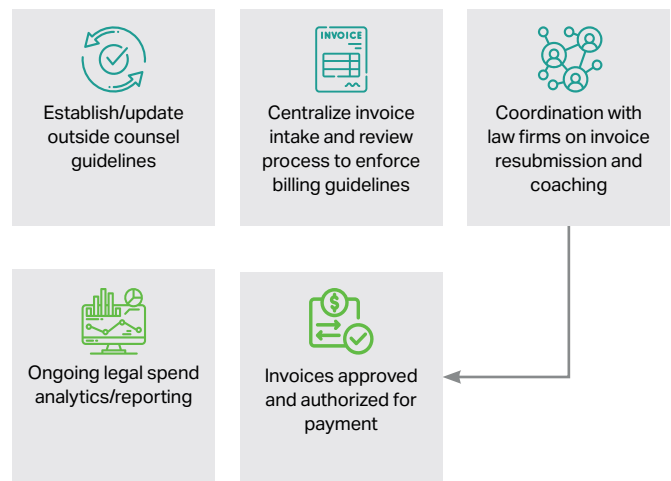 Establish/update
outside counsel
guidelines
INVOICE
Centralize invoice
intake and review
process to enforce
billing guidelines
Coordination with
law firms on invoice
resubmission and
coaching
Ongoing legal spend
analytics/reporting
$
Invoices approved
and authorized for
payment